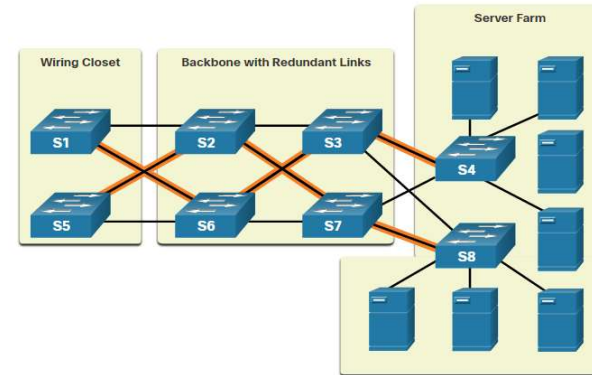 Server Farm
Wiring Closet
Backbone with Redundant Links
S1
S2
S3
S4
S5
S6
S7
S8